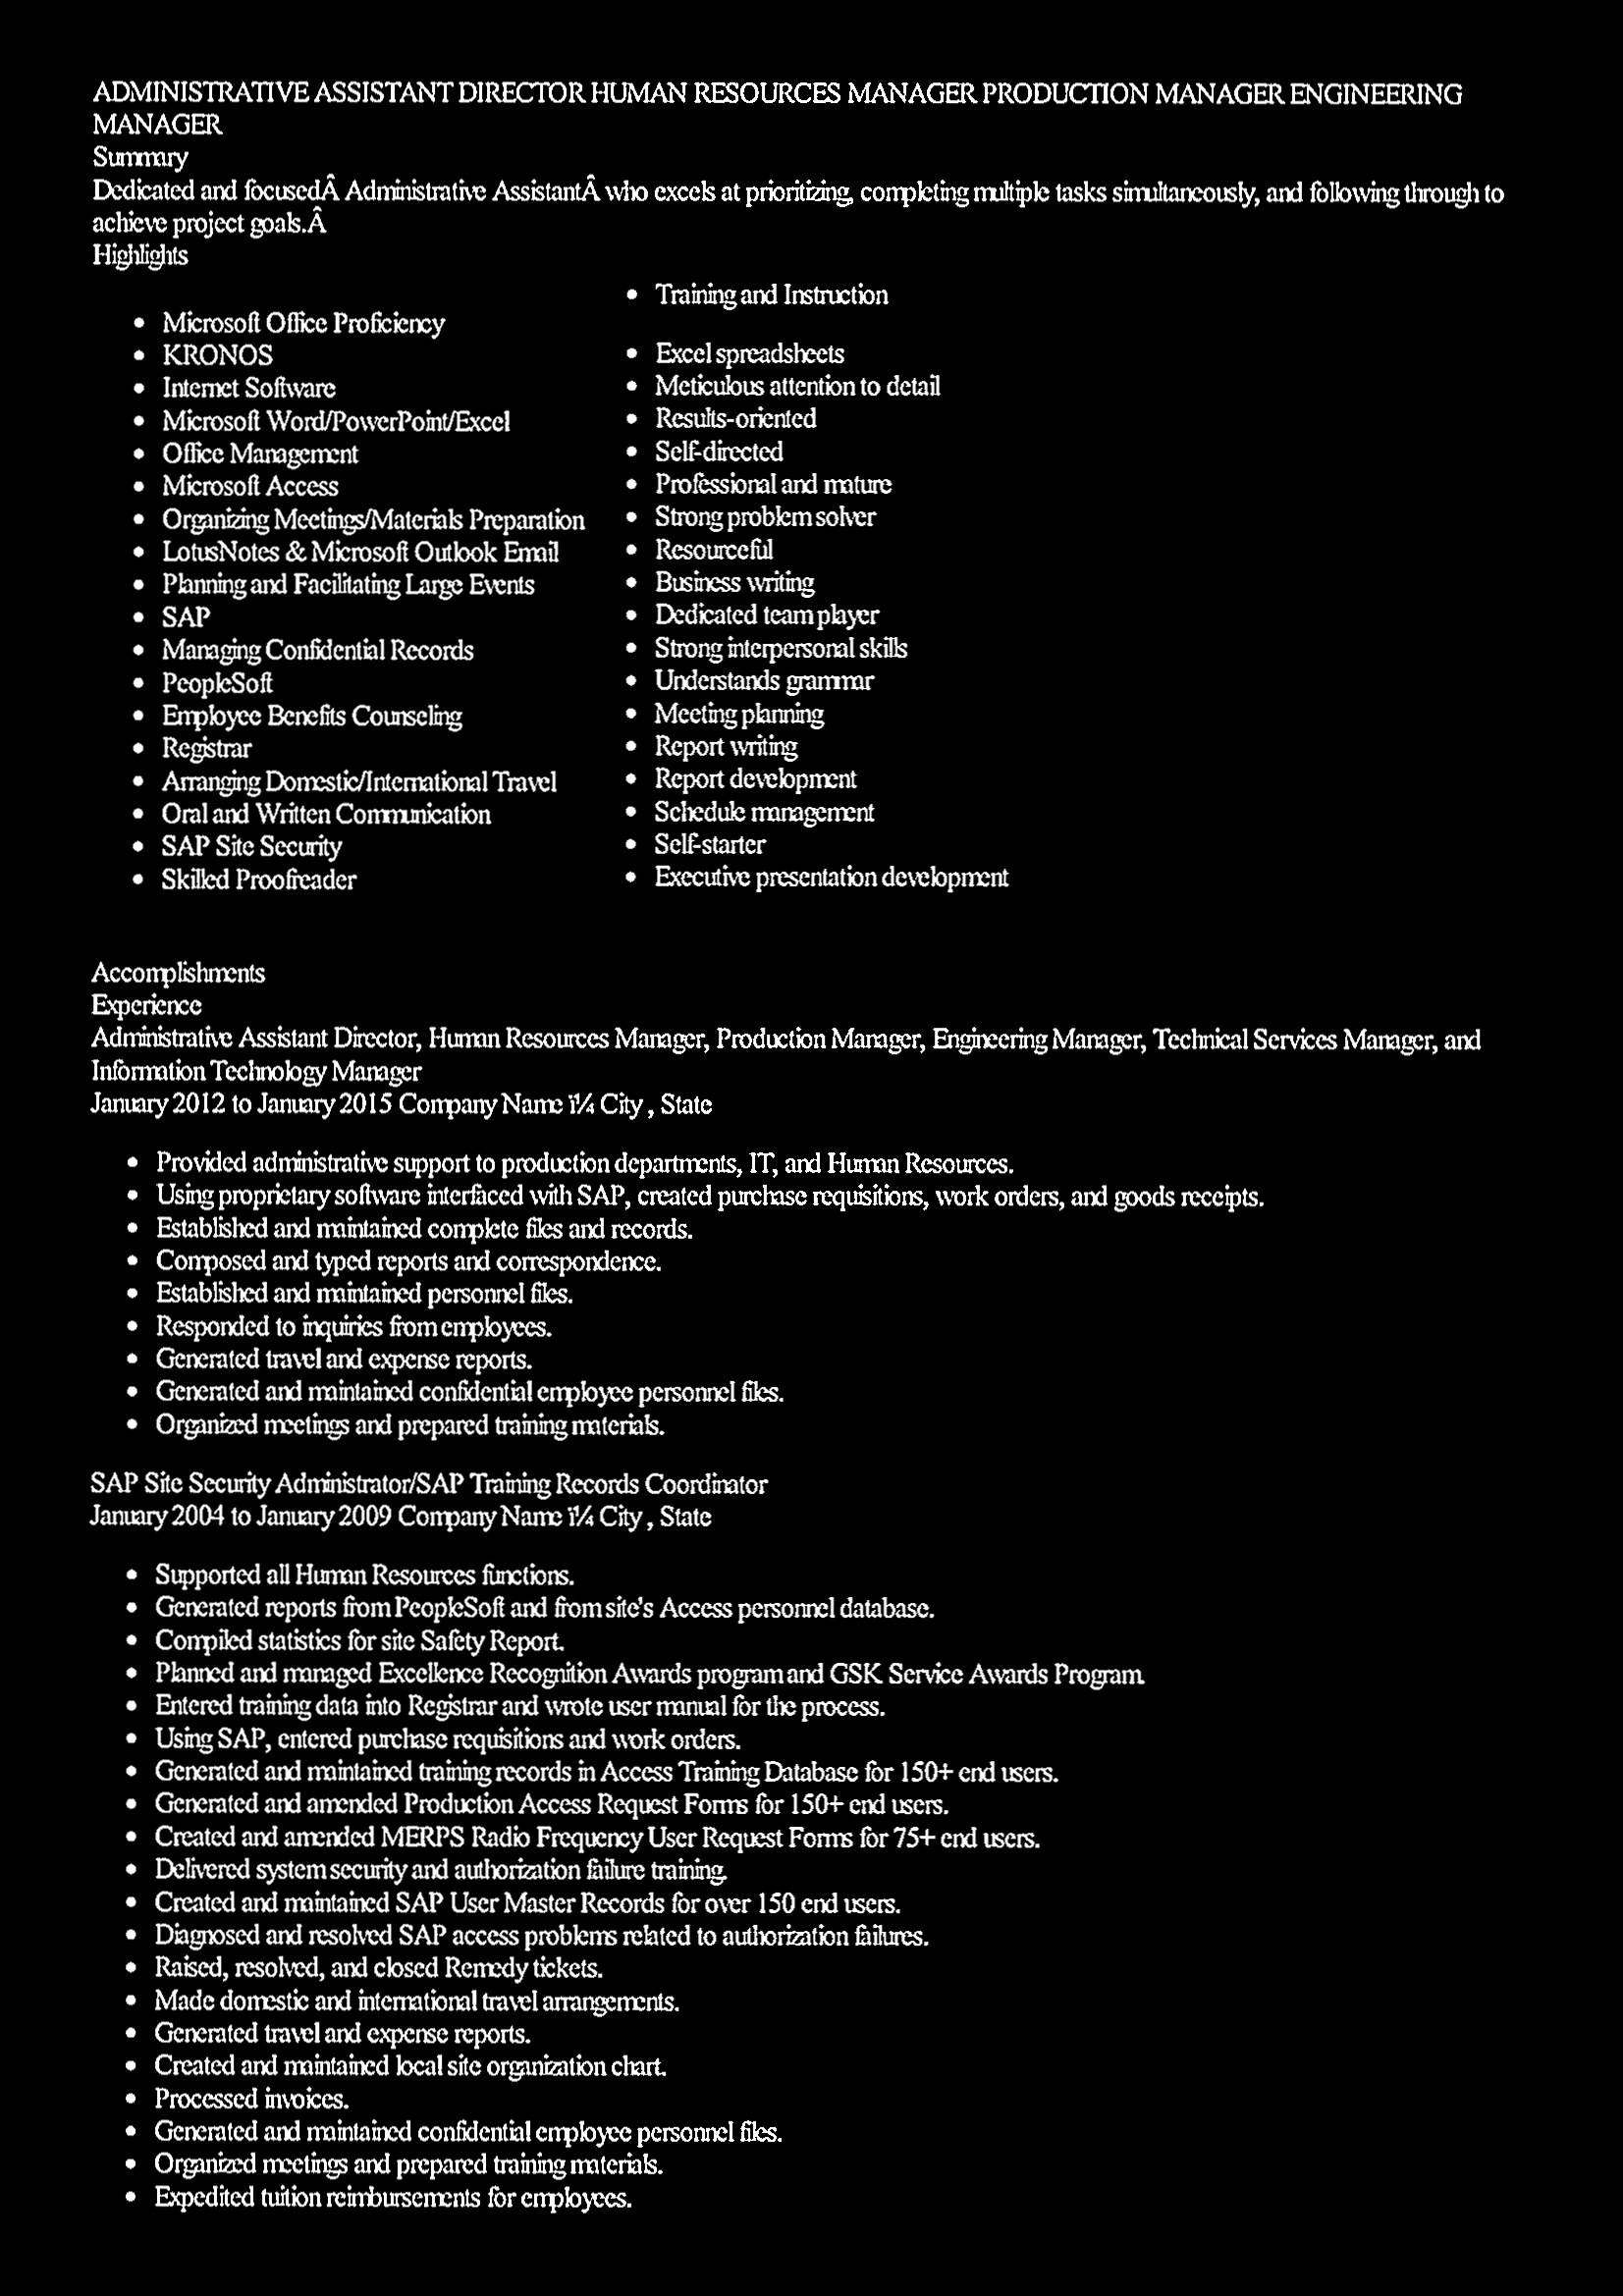 ADMINISTRATIVE ASSISTANT DIRECTOR HUMAN RESOURCES MANAGER PRODUCTION MANAGER ENGINEERING
MANAGER
Summary
Dedicated and focusedÂ Administrative AssistantÂ who excels at prioritizing, completing multiple tasks simultaneously, and following through to
achieve project goals.Â
Highlights
Microsoft Office Proficiency
KRONOS
Internet Software
Microsoft Word/PowerPoint/Excel
Office Management
Microsoft Access
Organizing Meetings/Materials Preparation
LotusNotes & Microsoft Outlook Email
Planning and Facilitating Large Events
SAP
Managing Confidential Records
PeopleSoft
Employee Benefits Counseling
Registrar
Arranging Domestic/International Travel
Oral and Written Communication
SAP Site Security
Skilled Proofreader
Training and Instruction
Excel spreadsheets
Meticulous attention to detail
Results-oriented
Self-directed
Professional and mature
Strong problem solver
Resourceful
Business writing
Dedicated team player
Strong interpersonal skills
Understands grammar
Meeting planning
Report writing
Report development
Schedule management
Self-starter
Executive presentation development
Accomplishments
Experience
Administrative Assistant Director, Human Resources Manager, Production Manager, Engineering Manager, Technical Services Manager, and
Information Technology Manager
January 2012 to January 2015 Company Name ï¼ City , State
Provided administrative support to production departments, IT, and Human Resources.
Using proprietary software interfaced with SAP, created purchase requisitions, work orders, and goods receipts.
Established and maintained complete files and records.
Composed and typed reports and correspondence.
Established and maintained personnel files.
Responded to inquiries from employees.
Generated travel and expense reports.
Generated and maintained confidential employee personnel files.
Organized meetings and prepared training materials.
SAP Site Security Administrator/SAP Training Records Coordinator
January 2004 to January 2009 Company Name ï¼ City , State
Supported all Human Resources functions.
Generated reports from PeopleSoft and from site's Access personnel database.
Compiled statistics for site Safety Report.
Planned and managed Excellence Recognition Awards program and GSK Service Awards Program.
Entered training data into Registrar and wrote user manual for the process.
Using SAP, entered purchase requisitions and work orders.
Generated and maintained training records in Access Training Database for 150+ end users.
Generated and amended Production Access Request Forms for 150+ end users.
Created and amended MERPS Radio Frequency User Request Forms for 75+ end users.
Delivered system security and authorization failure training.
Created and maintained SAP User Master Records for over 150 end users.
Diagnosed and resolved SAP access problems related to authorization failures.
Raised, resolved, and closed Remedy tickets.
Made domestic and international travel arrangements.
Generated travel and expense reports.
Created and maintained local site organization chart.
Processed invoices.
Generated and maintained confidential employee personnel files.
Organized meetings and prepared training materials.
Expedited tuition reimbursements for employees.